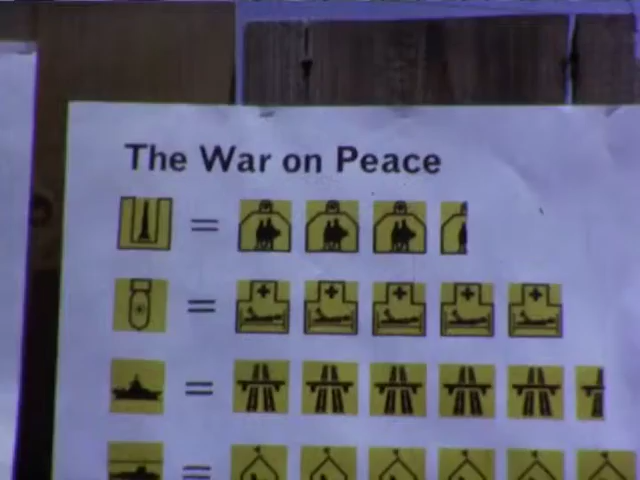 The War on Peace
=
=
=
=